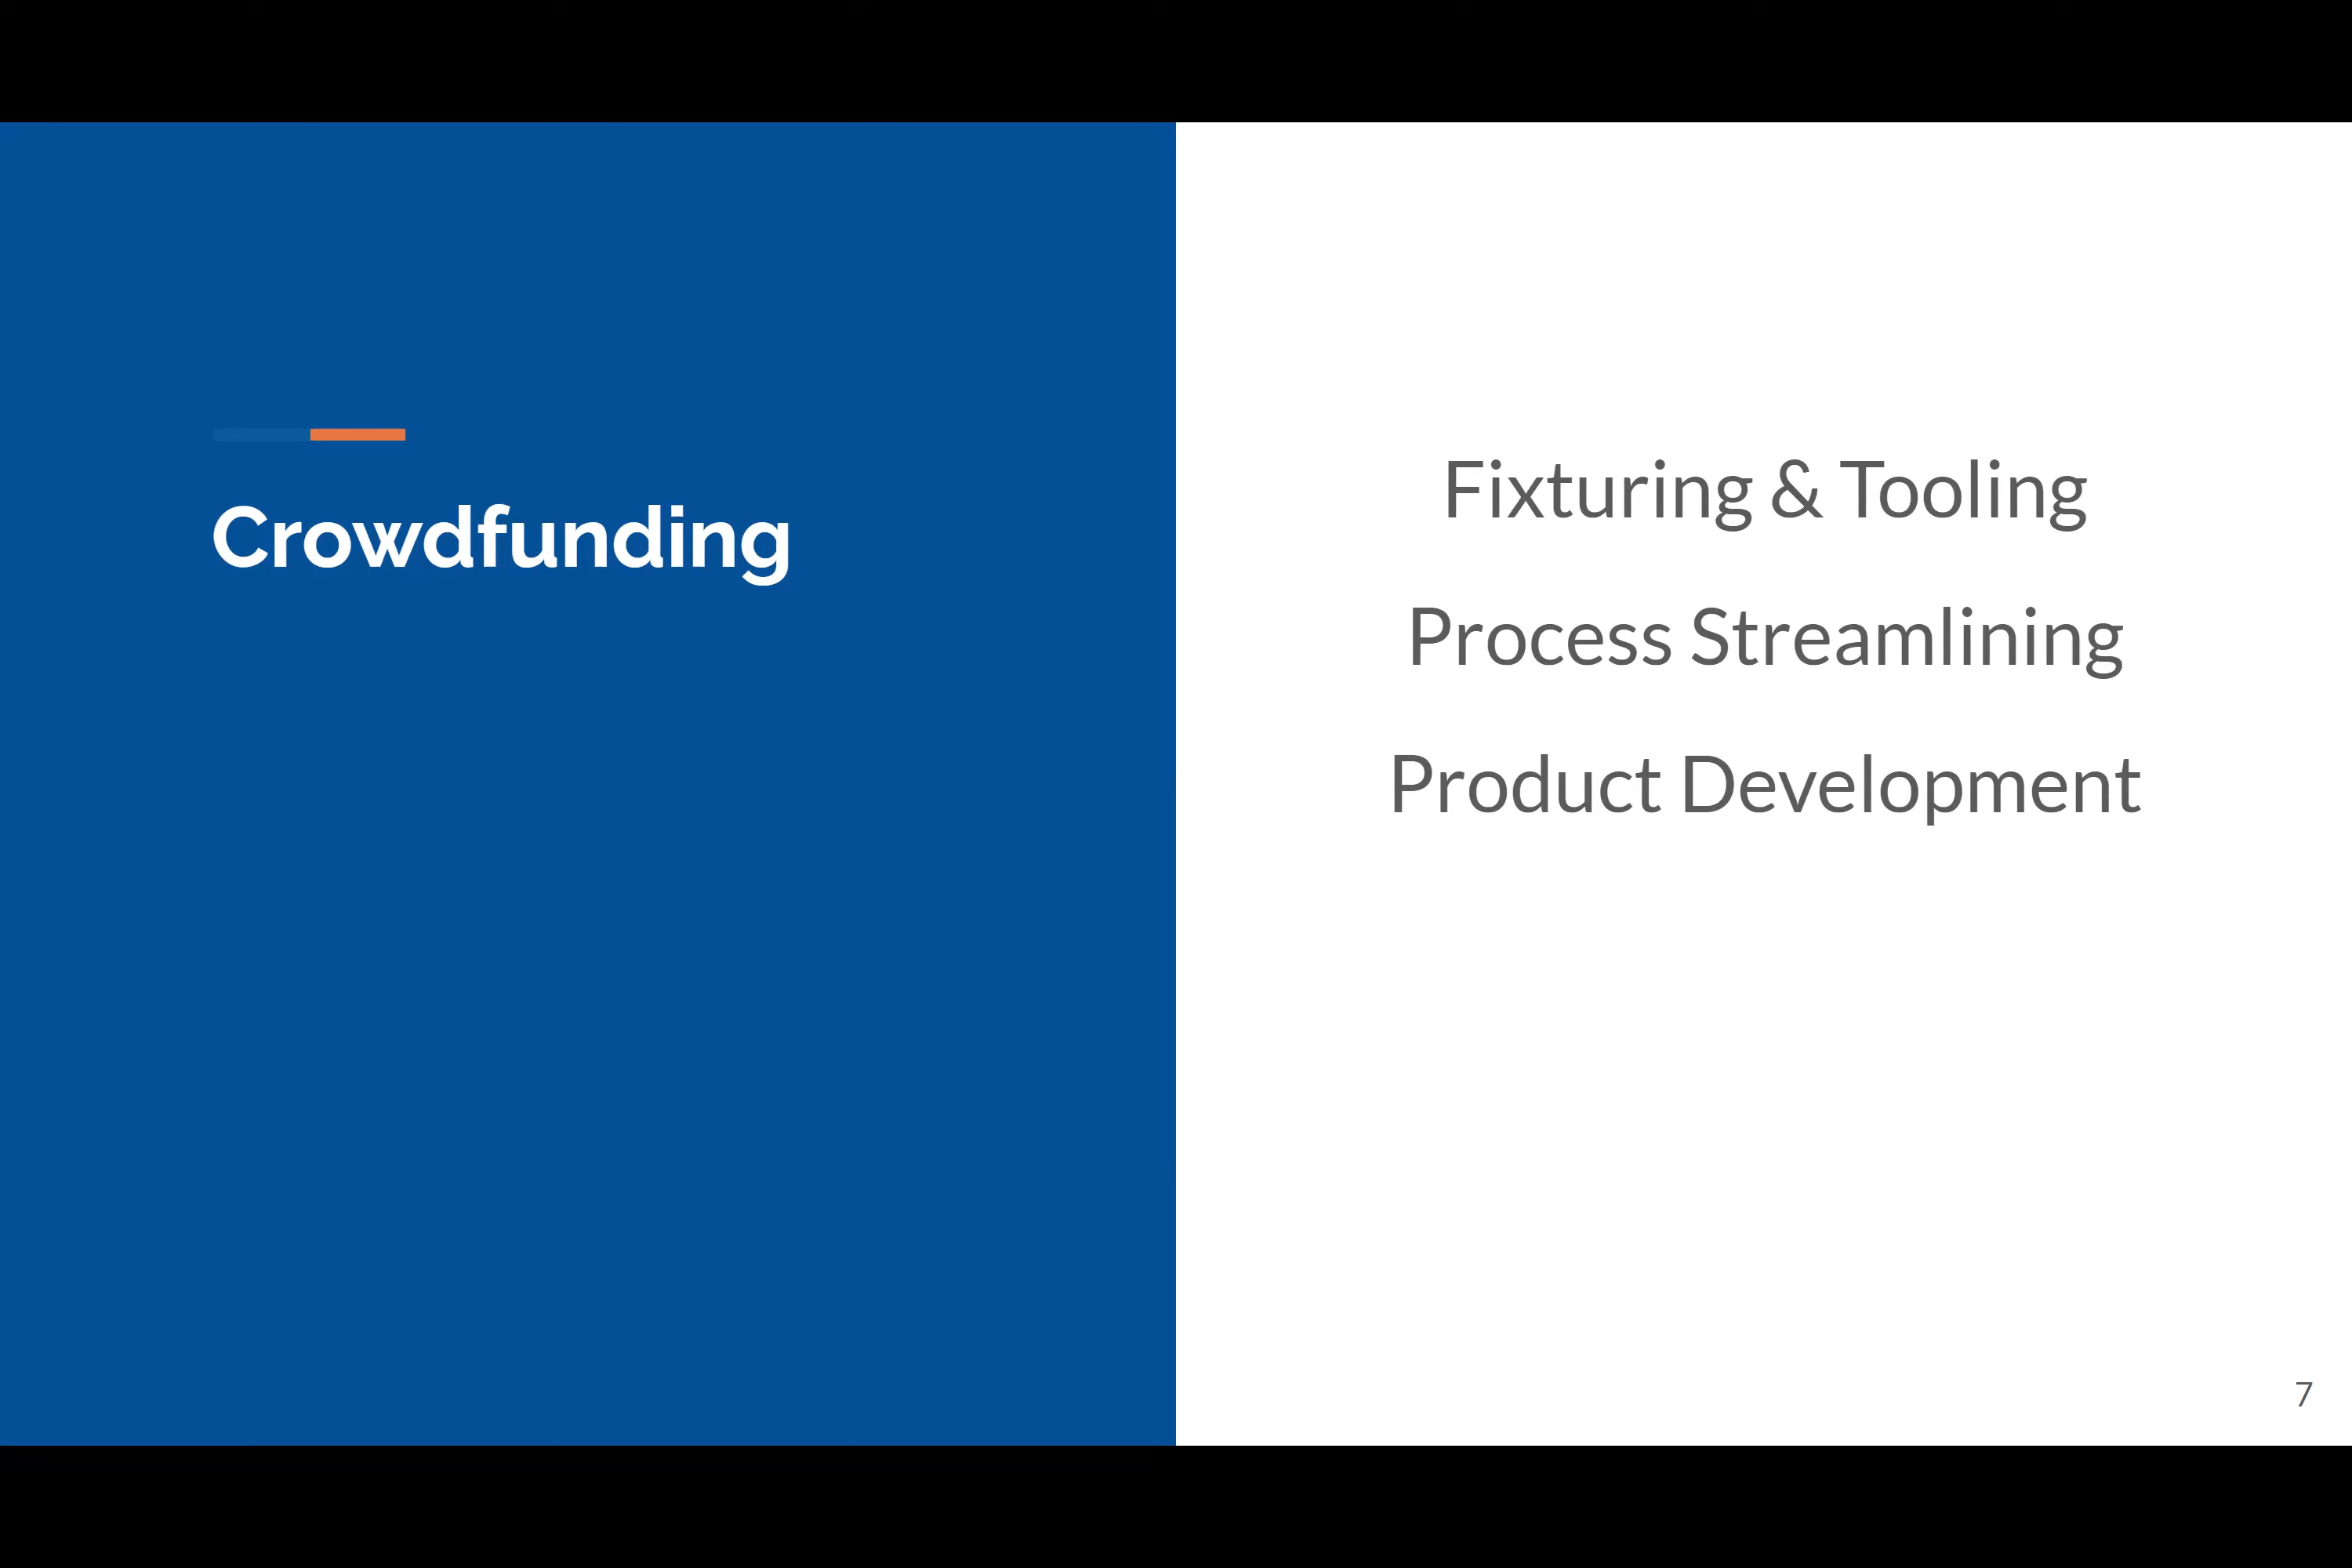 Crowdfunding
Fixturing & Tooling
Process Streamlining
Product Development
7